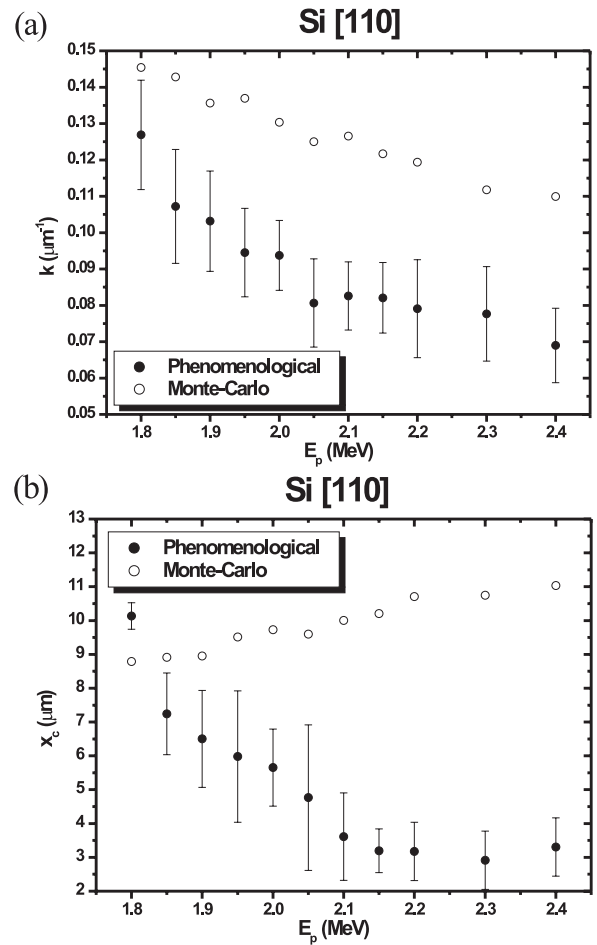 (a) Si [110]
0.15
0.14
0.13
0.12
0.11
0.10
0.09
0.08
0.07
0.06
0.05
k (μm⁻¹)
Phenomenological
Monte-Carlo
1.8 1.9 2.0 2.1 2.2 2.3 2.4
Eₚ (MeV)
(b) Si [110]
13
12
11
10
9
8
7
6
5
4
3
2
x_c (μm)
Phenomenological
Monte-Carlo
1.8 1.9 2.0 2.1 2.2 2.3 2.4
Eₚ (MeV)